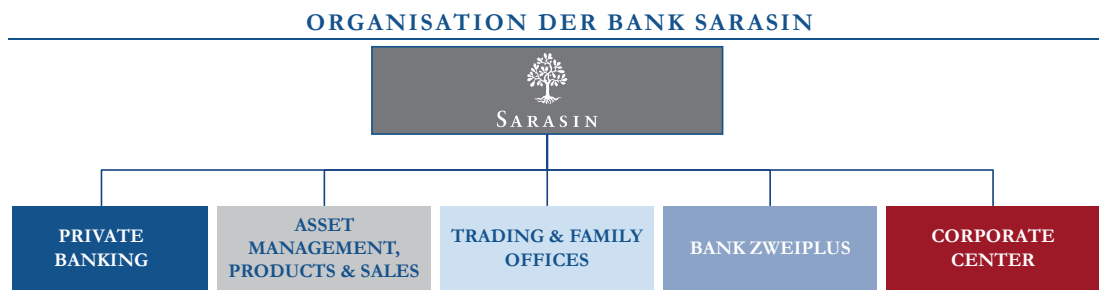 ORGANISATION DER BANK SARASIN
SARASIN
PRIVATE
BANKING
ASSET
MANAGEMENT,
PRODUCTS & SALES
TRADING & FAMILY
OFFICES
BANK ZWEIPLUS
CORPORATE
CENTER